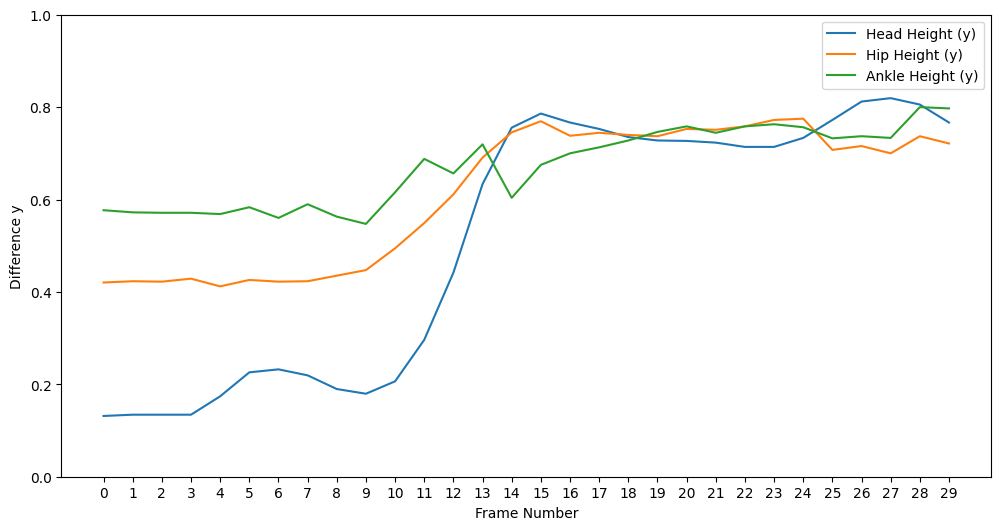 Head Height (y)
Hip Height (y)
Ankle Height (y)
Difference y
1.0
0.8
0.6
0.4
0.2
0.0
0 1 2 3 4 5 6 7 8 9 10 11 12 13 14 15 16 17 18 19 20 21 22 23 24 25 26 27 28 29
Frame Number